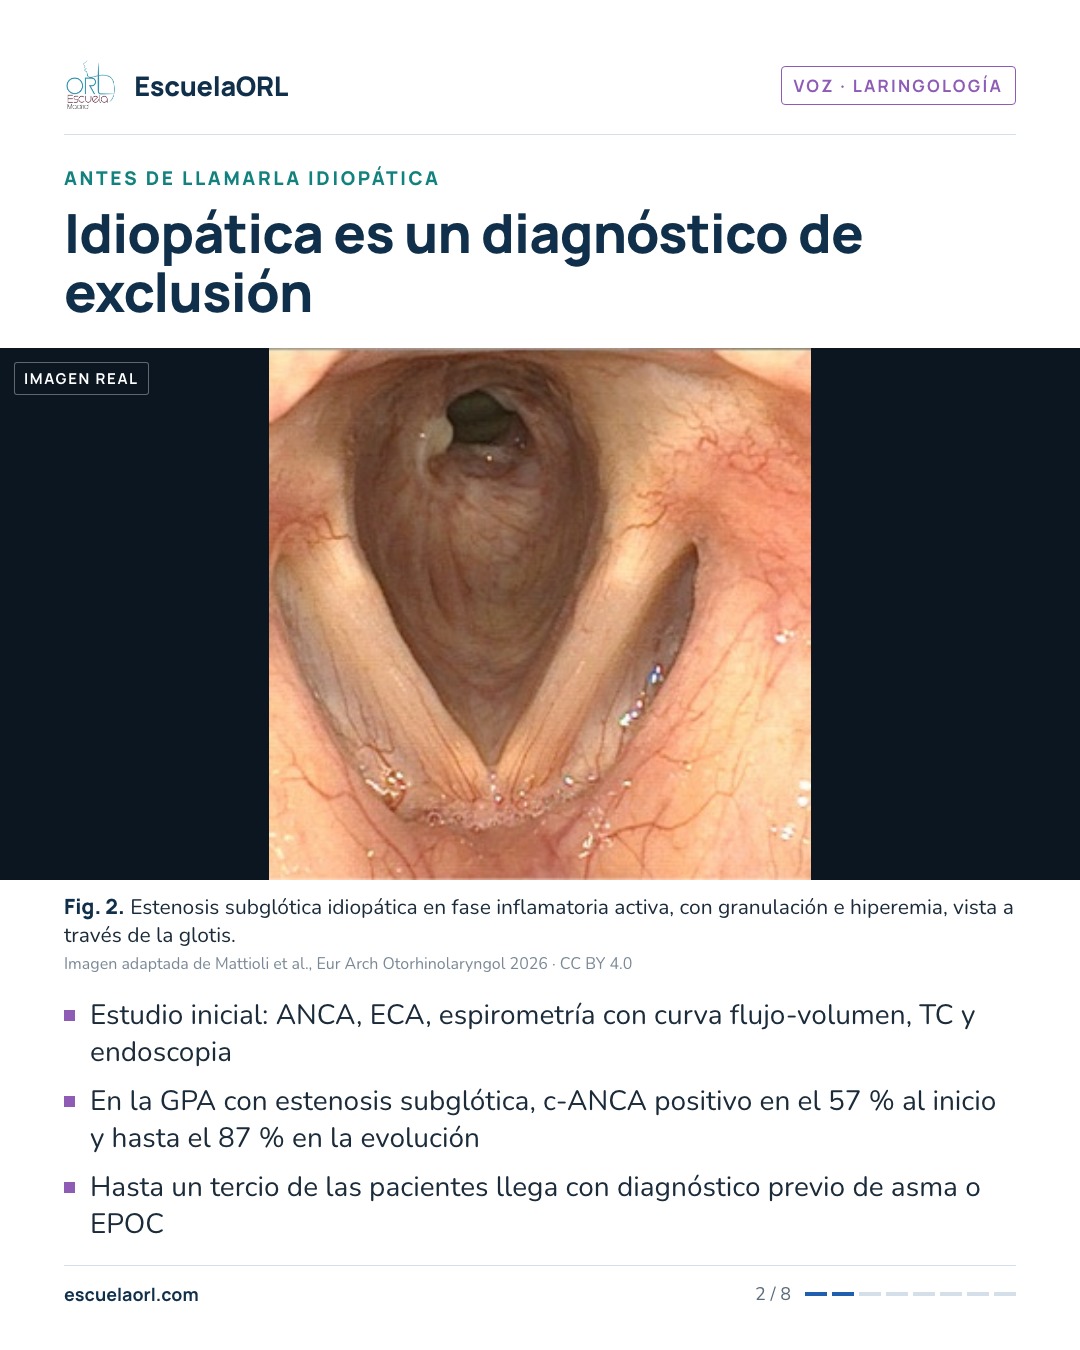 ORL
Escuela
Madrid
EscuelaORL
VOZ · LARINGOLOGÍA
ANTES DE LLAMARLA IDIOPÁTICA
Idiopática es un diagnóstico de
exclusión
IMAGEN REAL
Fig. 2. Estenosis subglótica idiopática en fase inflamatoria activa, con granulación e hiperemia, vista a
través de la glotis.
Imagen adaptada de Mattioli et al., Eur Arch Otorhinolaryngol 2026 · CC BY 4.0
Estudio inicial: ANCA, ECA, espirometría con curva flujo-volumen, TC y
endoscopia
En la GPA con estenosis subglótica, c-ANCA positivo en el 57 % al inicio
y hasta el 87 % en la evolución
Hasta un tercio de las pacientes llega con diagnóstico previo de asma o
EPOC
escuelaorl.com
2 / 8